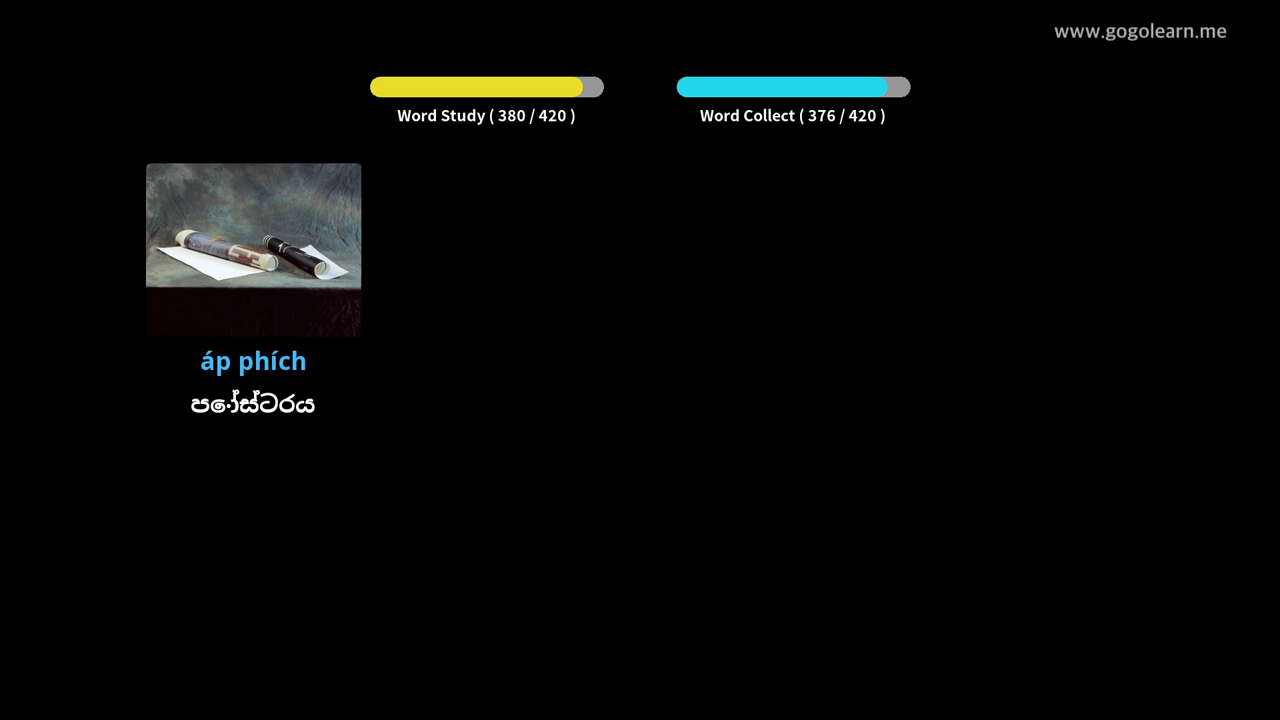 www.gogolearn.me
Word Study ( 380 / 420 )
Word Collect ( 376 / 420 )
áp phích
පෝස්ටරය